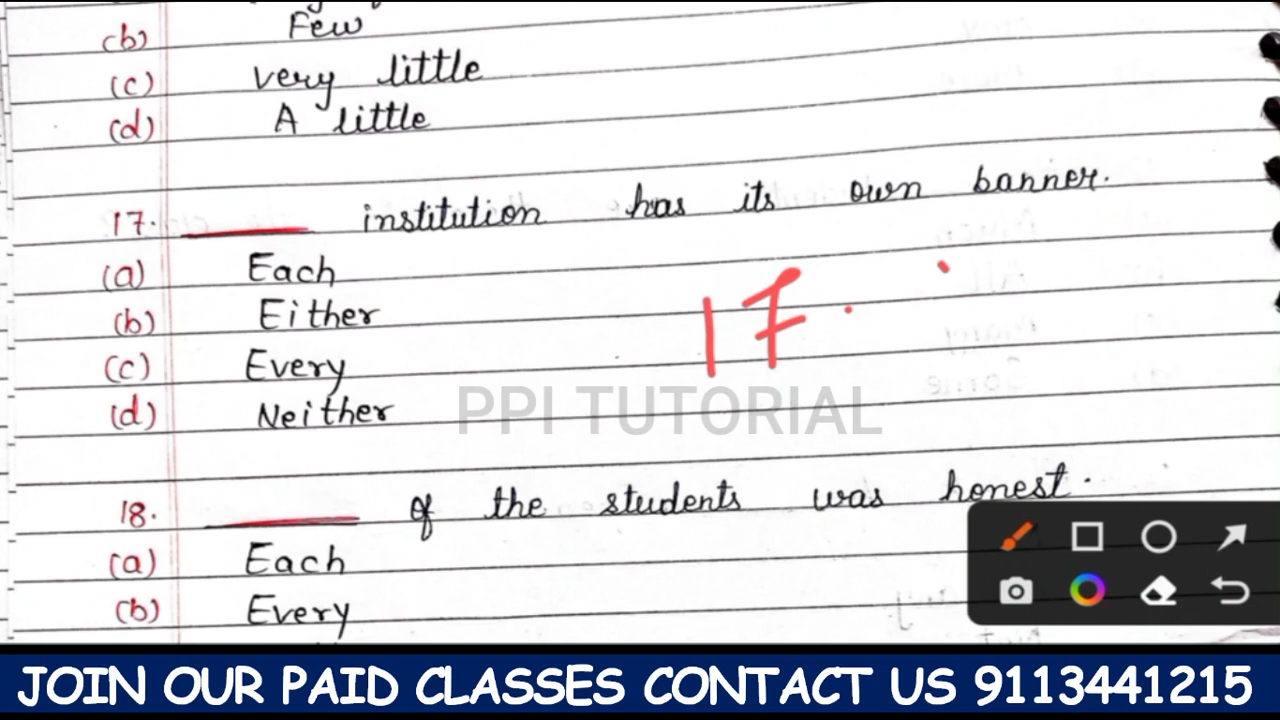 (b) Few
(c) very little
(d) A little
17. ____ institution has its own banner.
(a) Each
(b) Either
(c) Every
(d) Neither
17.
PPI TUTORIAL
18. ____ of the students was honest.
(a) Each
(b) Every
JOIN OUR PAID CLASSES CONTACT US 9113441215